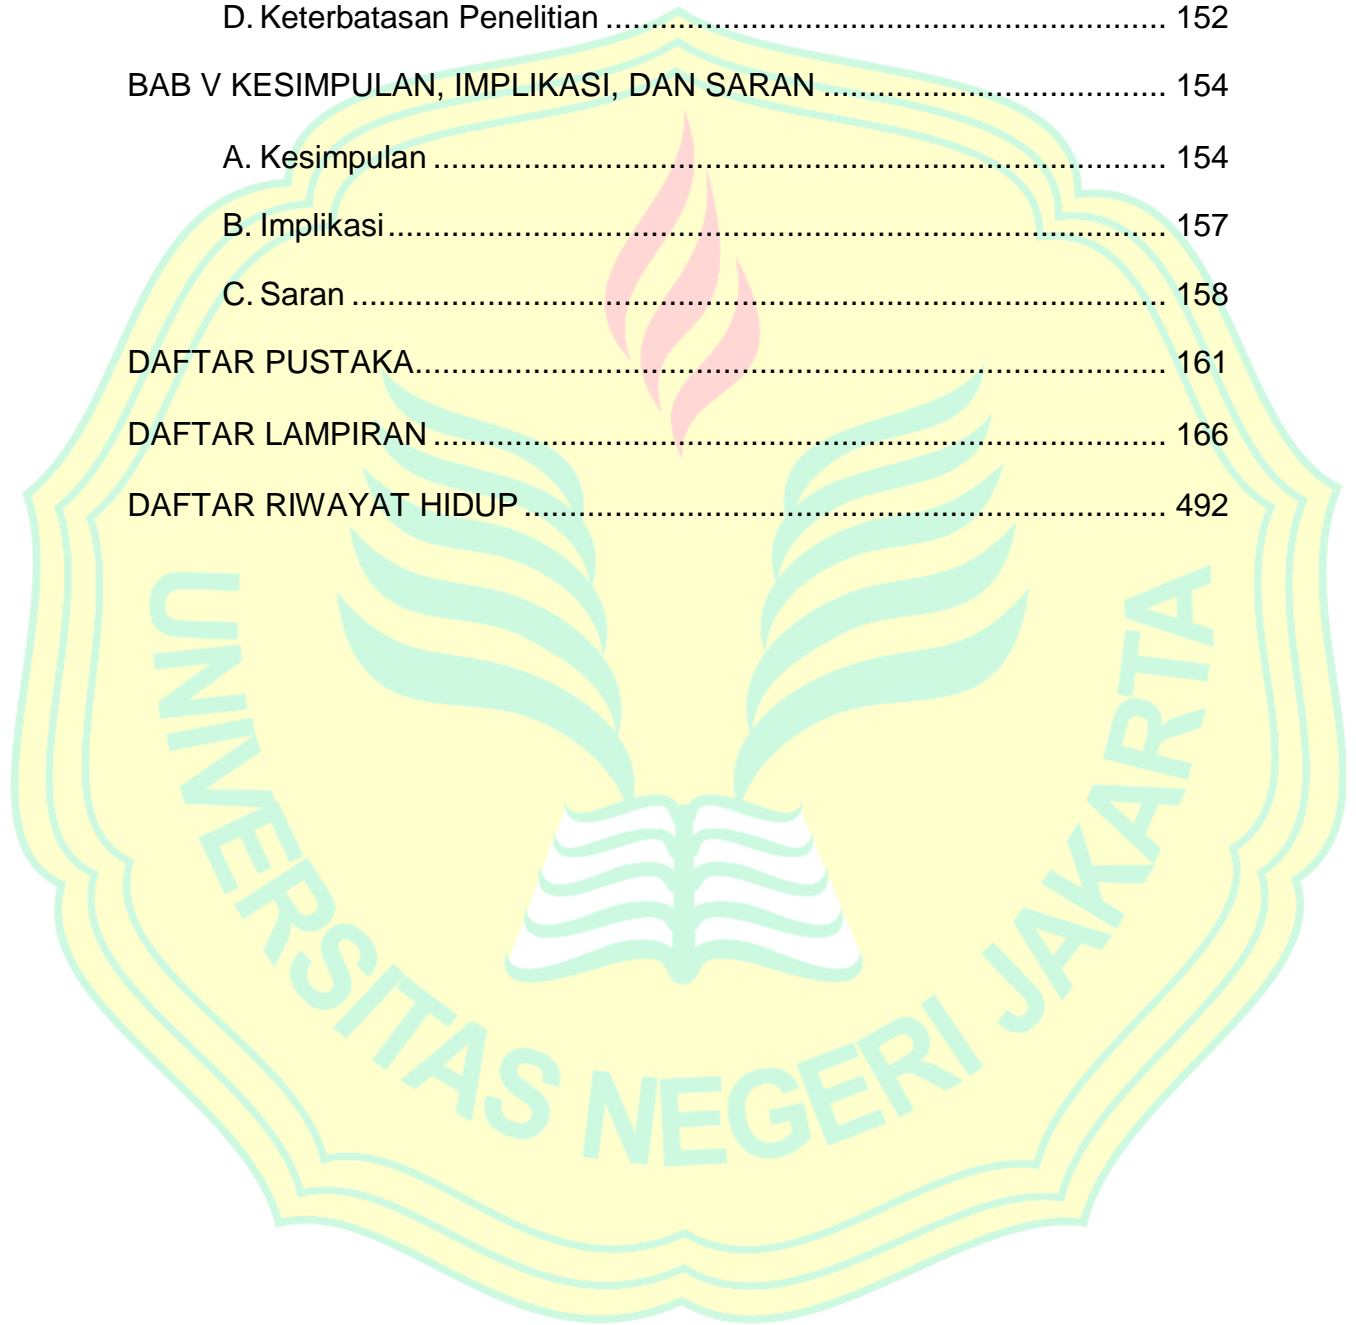 D. Keterbatasan Penelitian ............................................................... 152
BAB V KESIMPULAN, IMPLIKASI, DAN SARAN ...................................... 154
A. Kesimpulan .................................................................................. 154
B. Implikasi ....................................................................................... 157
C. Saran ........................................................................................... 158
DAFTAR PUSTAKA .................................................................................... 161
DAFTAR LAMPIRAN .................................................................................. 166
DAFTAR RIWAYAT HIDUP ........................................................................ 492
UNIVERSITAS NEGERI JAKARTA